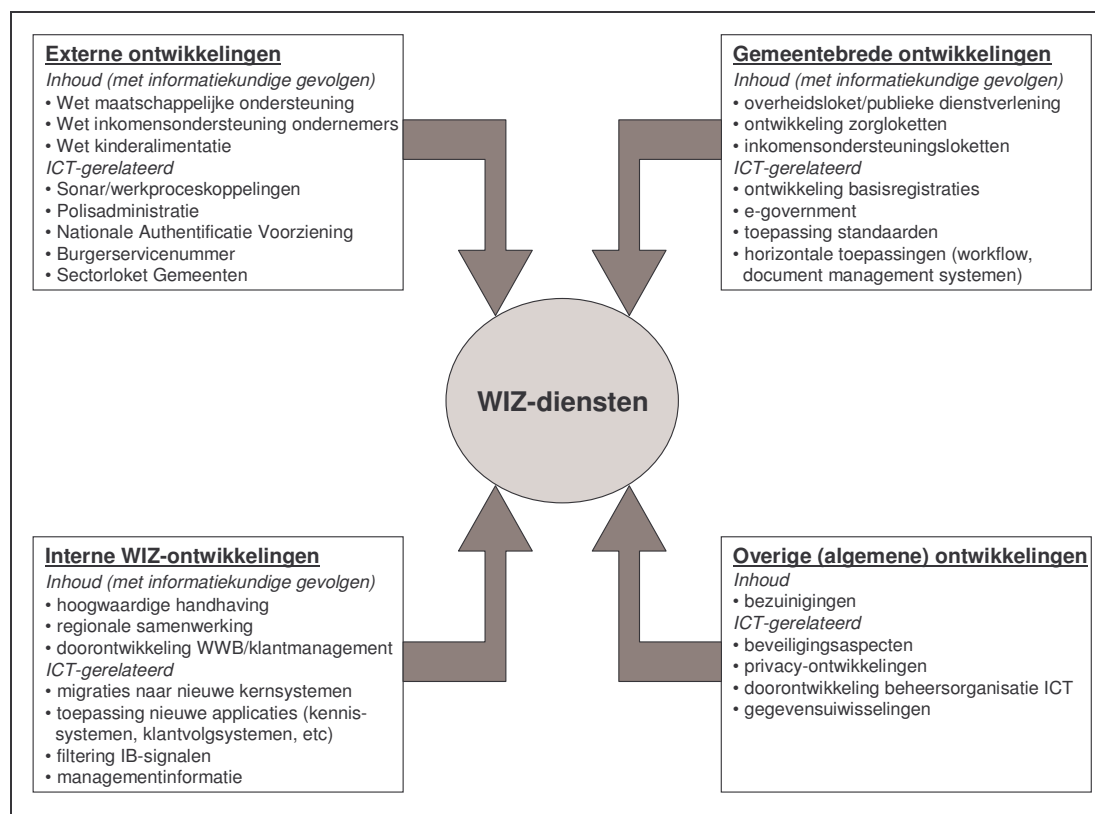 Externe ontwikkelingen
Inhoud (met informatiekundige gevolgen)
• Wet maatschappelijke ondersteuning
• Wet inkomensondersteuning ondernemers
• Wet kinderalimentatie
ICT-gerelateerd
• Sonar/werkproceskoppelingen
• Polisadministratie
• Nationale Authentificatie Voorziening
• Burgerservicenummer
• Sectorloket Gemeenten
Gemeentebrede ontwikkelingen
Inhoud (met informatiekundige gevolgen)
• overheidsloket/publieke dienstverlening
• ontwikkeling zorgloketten
• inkomensondersteuningsloketten
ICT-gerelateerd
• ontwikkeling basisregistraties
• e-government
• toepassing standaarden
• horizontale toepassingen (workflow,
document management systemen)
WIZ-diensten
Interne WIZ-ontwikkelingen
Inhoud (met informatiekundige gevolgen)
• hoogwaardige handhaving
• regionale samenwerking
• doorontwikkeling WWB/klantmanagement
ICT-gerelateerd
• migraties naar nieuwe kernsystemen
• toepassing nieuwe applicaties (kennis-
systemen, klantvolgsystemen, etc)
• filtering IB-signalen
• managementinformatie
Overige (algemene) ontwikkelingen
Inhoud
• bezuinigingen
ICT-gerelateerd
• beveiligingsaspecten
• privacy-ontwikkelingen
• doorontwikkeling beheersorganisatie ICT
• gegevensuiwisselingen